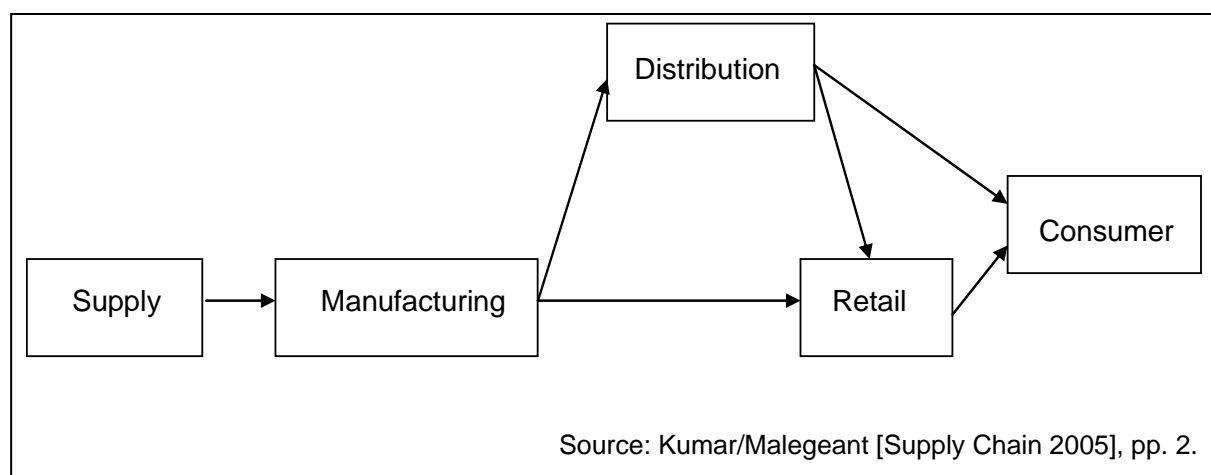 Distribution
Consumer
Supply
Manufacturing
Retail
Source: Kumar/Malegeant [Supply Chain 2005], pp. 2.